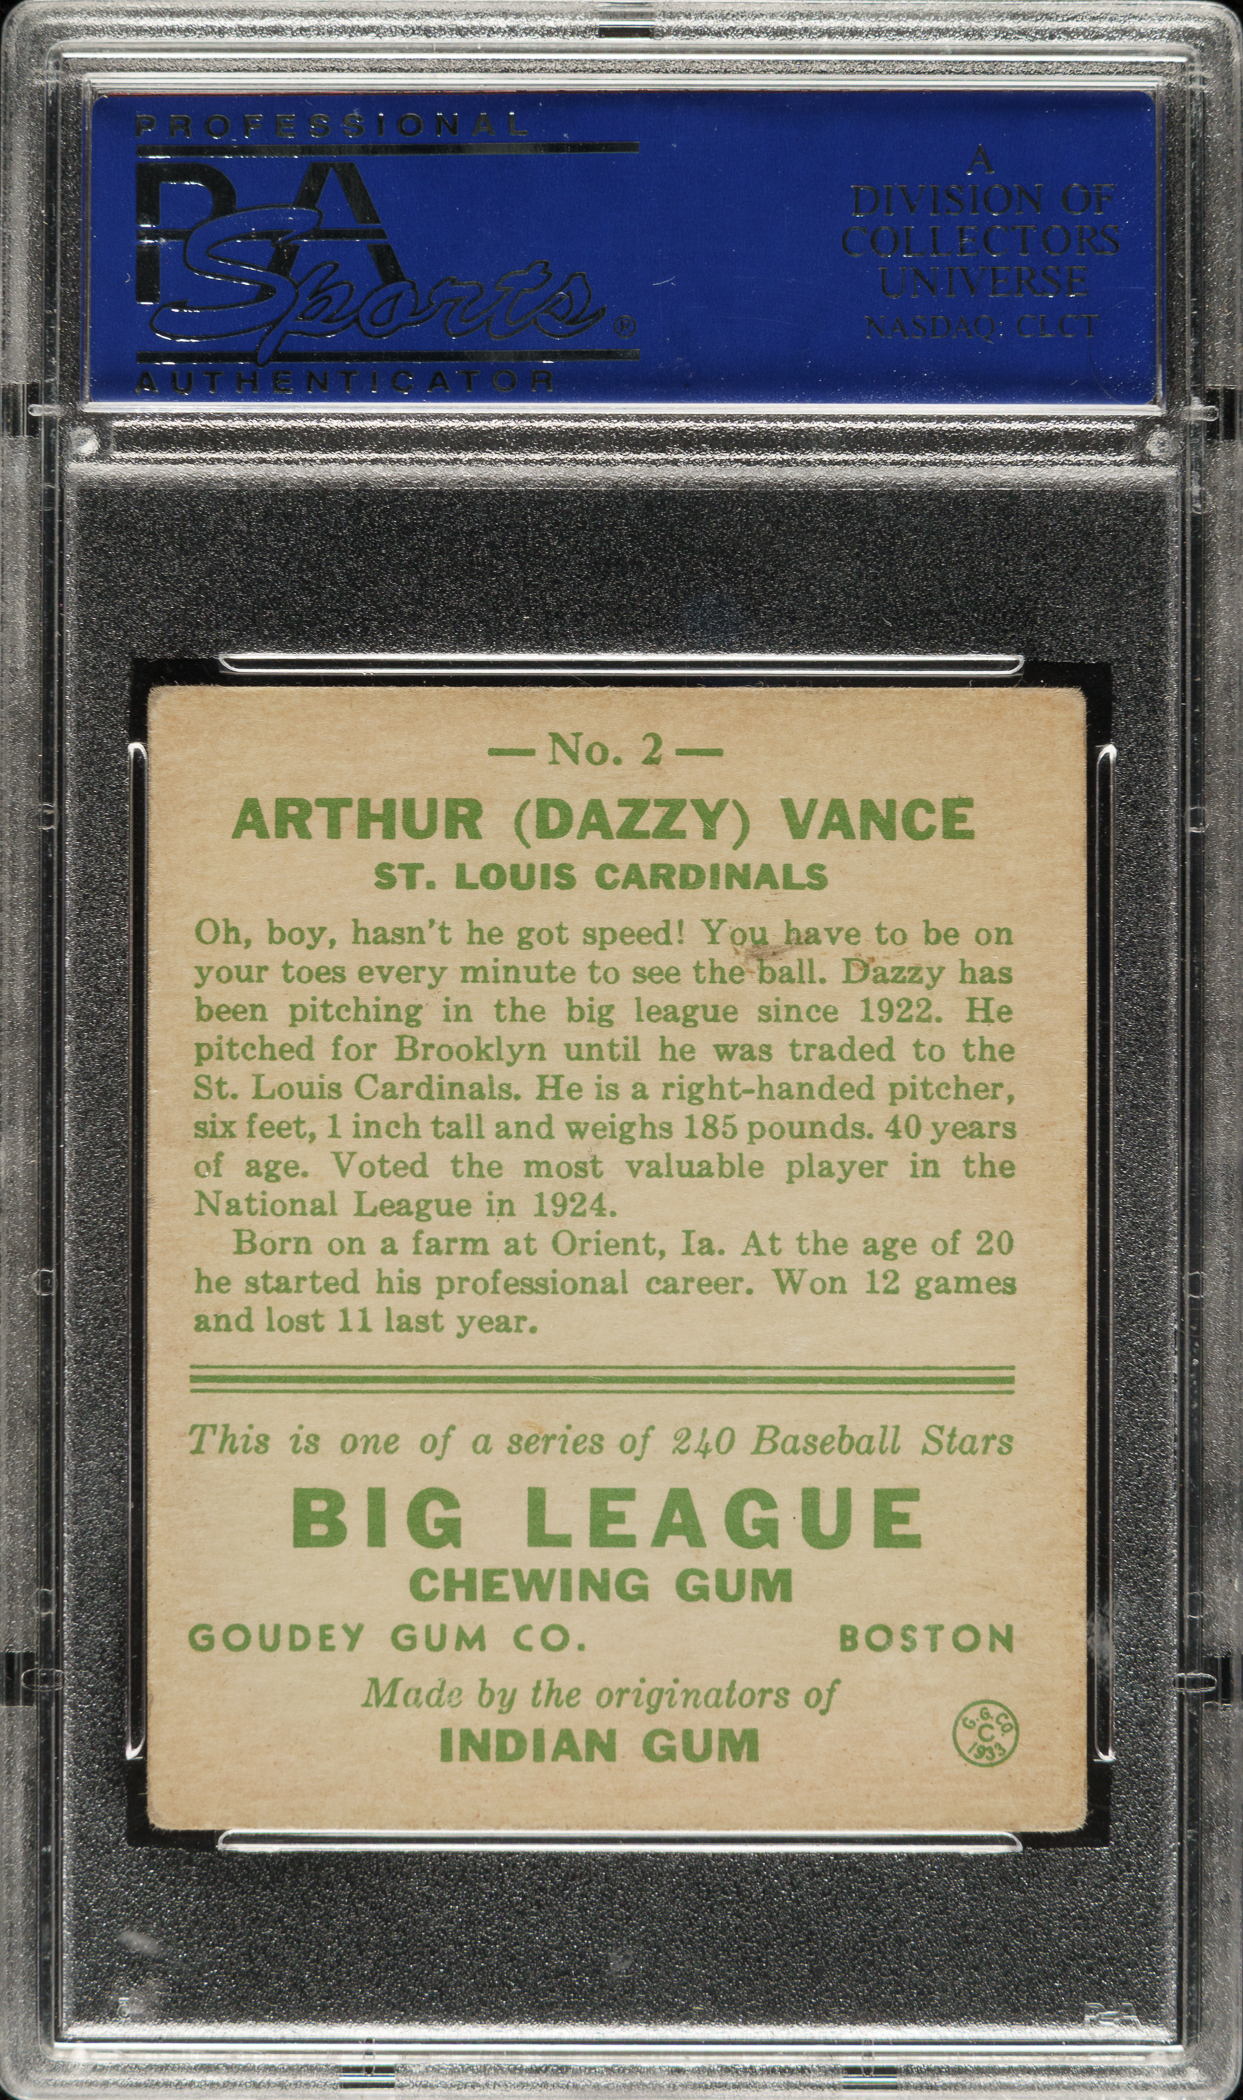 PROFESSIONAL
PSA
Sports®
AUTHENTICATOR
A
DIVISION OF
COLLECTORS
UNIVERSE
NASDAQ: CLCT
— No. 2 —
ARTHUR (DAZZY) VANCE
ST. LOUIS CARDINALS
Oh, boy, hasn't he got speed! You have to be on
your toes every minute to see the ball. Dazzy has
been pitching in the big league since 1922. He
pitched for Brooklyn until he was traded to the
St. Louis Cardinals. He is a right-handed pitcher,
six feet, 1 inch tall and weighs 185 pounds. 40 years
of age. Voted the most valuable player in the
National League in 1924.
Born on a farm at Orient, Ia. At the age of 20
he started his professional career. Won 12 games
and lost 11 last year.
This is one of a series of 240 Baseball Stars
BIG LEAGUE
CHEWING GUM
GOUDEY GUM CO. BOSTON
Made by the originators of
INDIAN GUM
G.G.CO.
C
1933
PSA